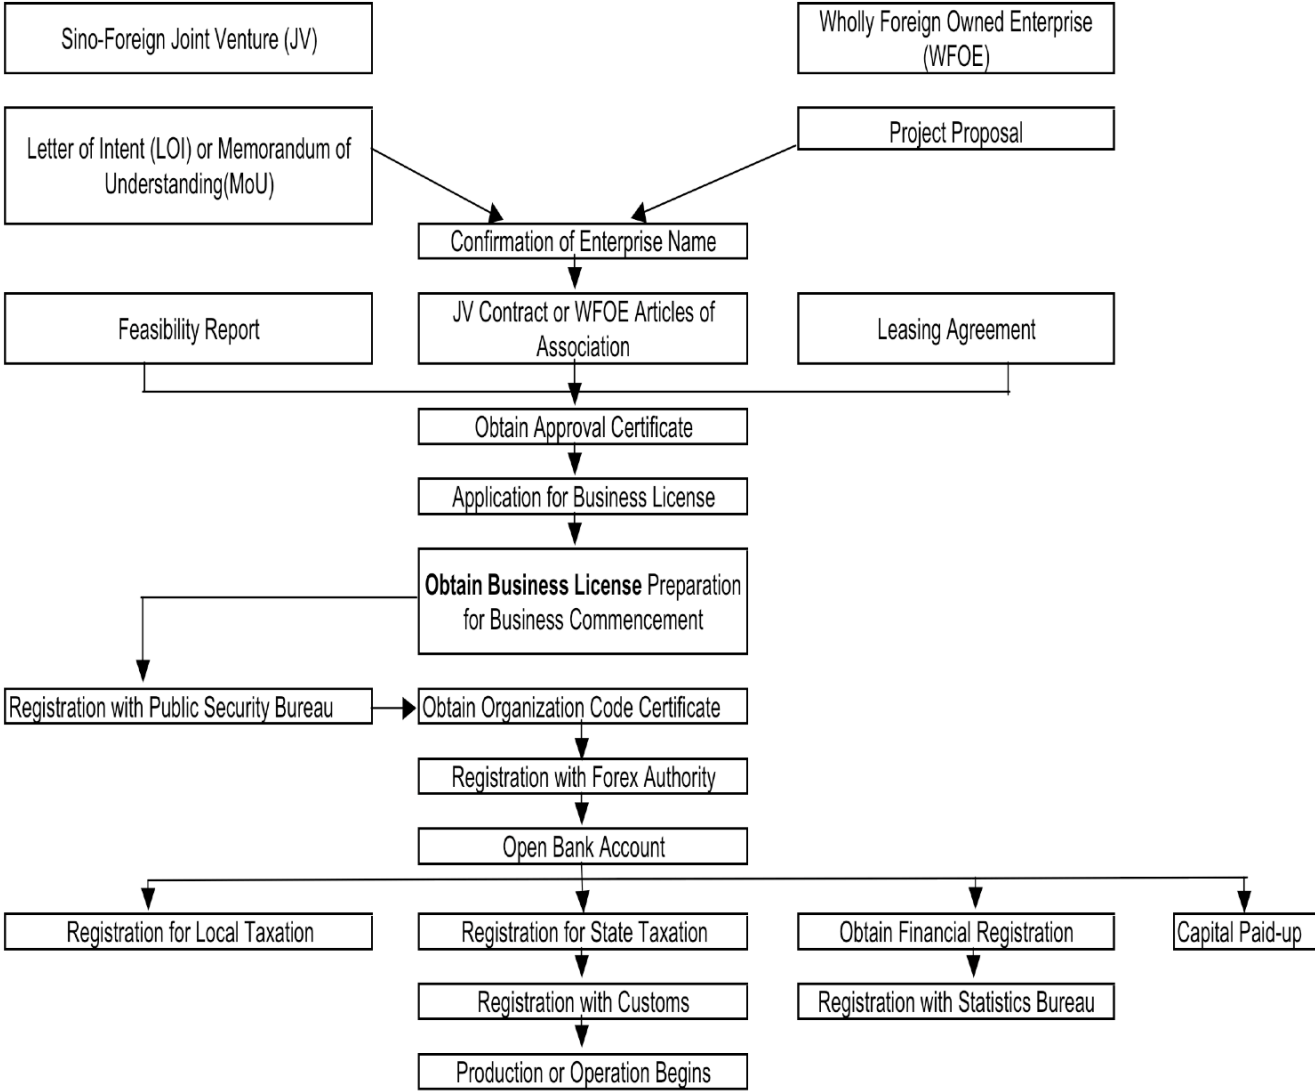 Sino-Foreign Joint Venture (JV)
Wholly Foreign Owned Enterprise
(WFOE)
Letter of Intent (LOI) or Memorandum of
Understanding(MoU)
Project Proposal
Confirmation of Enterprise Name
Feasibility Report
JV Contract or WFOE Articles of
Association
Leasing Agreement
Obtain Approval Certificate
Application for Business License
Obtain Business License Preparation
for Business Commencement
Registration with Public Security Bureau
Obtain Organization Code Certificate
Registration with Forex Authority
Open Bank Account
Registration for Local Taxation
Registration for State Taxation
Obtain Financial Registration
Capital Paid-up
Registration with Customs
Registration with Statistics Bureau
Production or Operation Begins